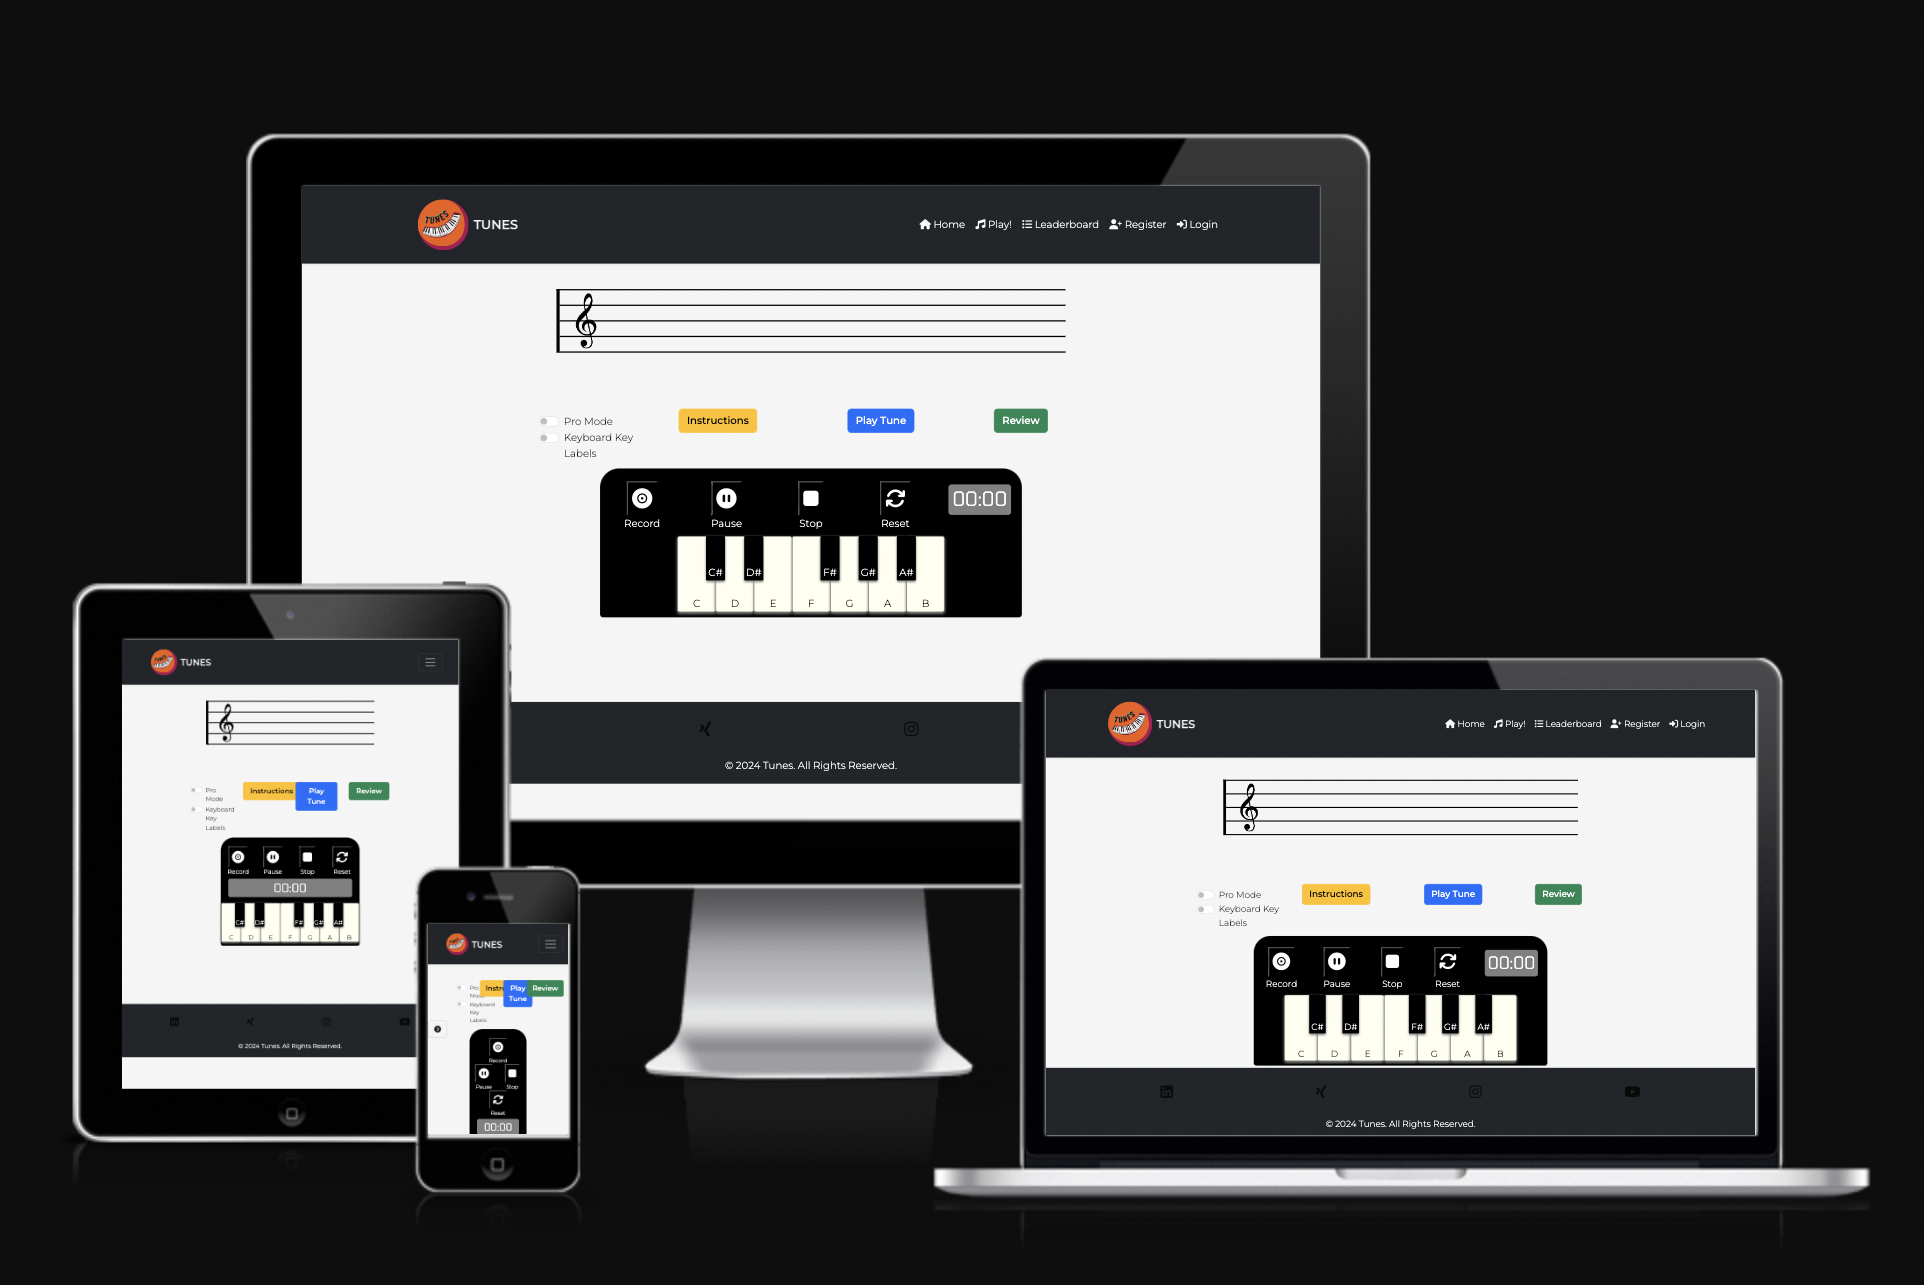 TUNES
TUNES
Home Play! Leaderboard Register Login
Pro Mode
Keyboard Key
Labels
Instructions
Play Tune
Review
Record Pause Stop Reset
00:00
C# D# F# G# A#
C D E F G A B
© 2024 Tunes. All Rights Reserved.
TUNES
Pro
Mode
Keyboard
Key
Labels
Instructions
Play
Tune
Review
Record Pause Stop Reset
00:00
C# D# F# G# A#
C D E F G A B
© 2024 Tunes. All Rights Reserved.
TUNES
Pro
Keyboard
Key
Labels
Instr
Play
Tune
Review
Record
Pause Stop
Reset
00:00
TUNES
TUNES
Home Play! Leaderboard Register Login
Pro Mode
Keyboard Key
Labels
Instructions
Play Tune
Review
Record Pause Stop Reset
00:00
C# D# F# G# A#
C D E F G A B
© 2024 Tunes. All Rights Reserved.